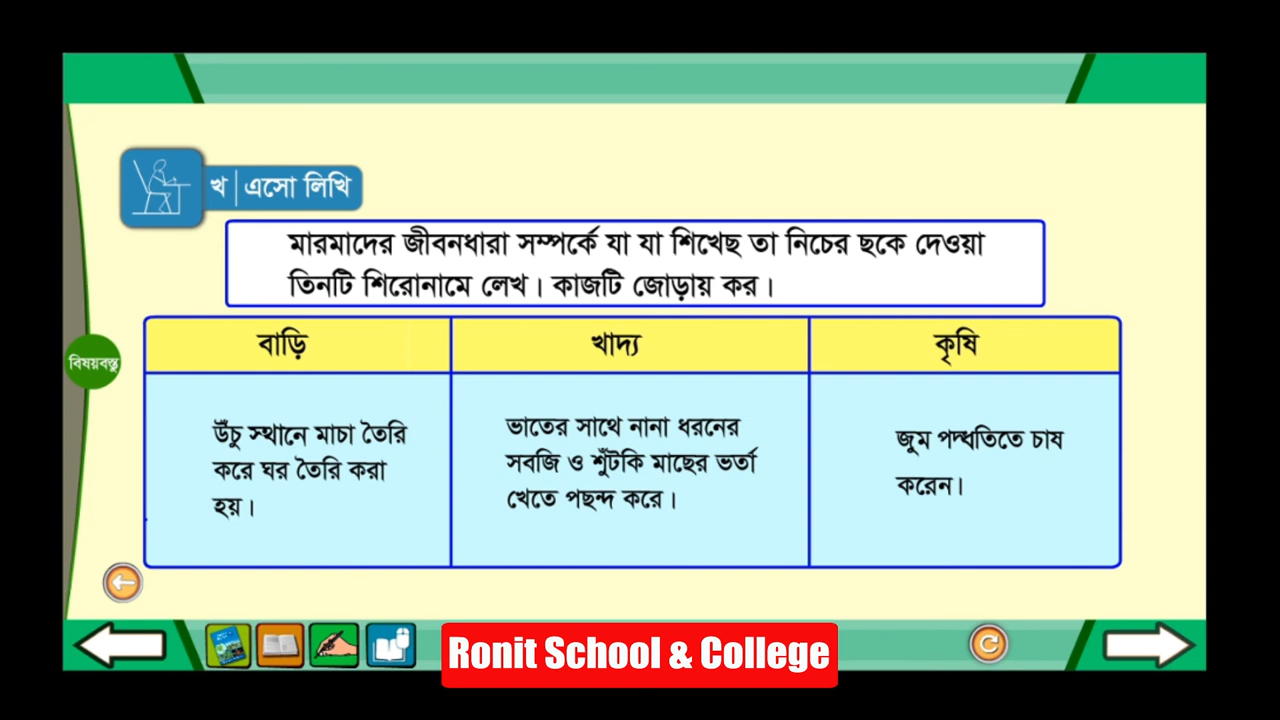 খ | এসো লিখি
মারমাদের জীবনধারা সম্পর্কে যা যা শিখেছ তা নিচের ছকে দেওয়া
তিনটি শিরোনামে লেখ। কাজটি জোড়ায় কর।
বাড়ি
খাদ্য
কৃষি
উঁচু স্থানে মাচা তৈরি
করে ঘর তৈরি করা
হয়।
ভাতের সাথে নানা ধরনের
সবজি ও শুঁটকি মাছের ভর্তা
খেতে পছন্দ করে।
জুম পদ্ধতিতে চাষ
করেন।
বিষয়বস্তু
Ronit School & College